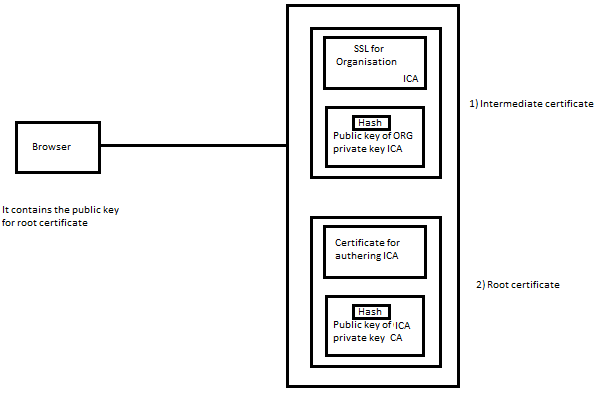 SSL for
Organisation
ICA
Hash
Public key of ORG
private key ICA
1) Intermediate certificate
Browser
It contains the public key
for root certificate
Certificate for
authering ICA
Hash
Public key of ICA
private key CA
2) Root certificate